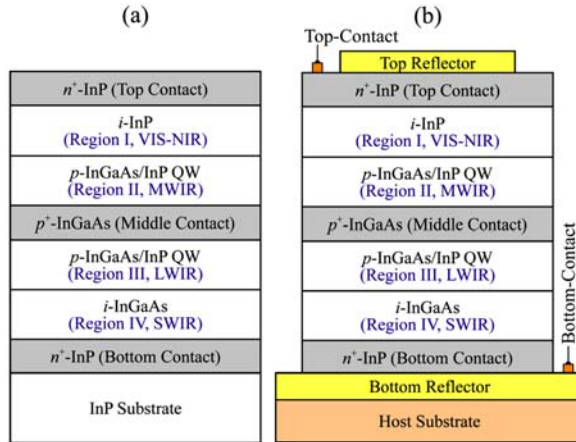 (a)
n⁺-InP (Top Contact)
i-InP
(Region I, VIS-NIR)
p-InGaAs/InP QW
(Region II, MWIR)
p⁺-InGaAs (Middle Contact)
p-InGaAs/InP QW
(Region III, LWIR)
i-InGaAs
(Region IV, SWIR)
n⁺-InP (Bottom Contact)
InP Substrate
(b)
Top-Contact
Top Reflector
n⁺-InP (Top Contact)
i-InP
(Region I, VIS-NIR)
p-InGaAs/InP QW
(Region II, MWIR)
p⁺-InGaAs (Middle Contact)
p-InGaAs/InP QW
(Region III, LWIR)
i-InGaAs
(Region IV, SWIR)
n⁺-InP (Bottom Contact)
Bottom-Contact
Bottom Reflector
Host Substrate